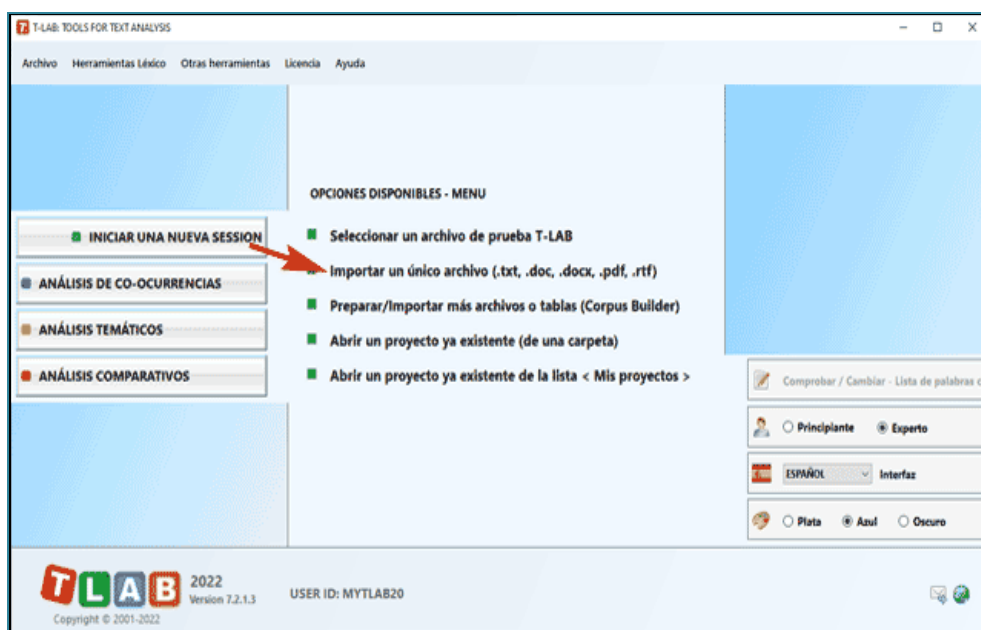 T-LAB: TOOLS FOR TEXT ANALYSIS
Archivo Herramientas Léxico Otras herramientas Licencia Ayuda
OPCIONES DISPONIBLES - MENU
INICIAR UNA NUEVA SESSION
ANÁLISIS DE CO-OCURRENCIAS
ANÁLISIS TEMÁTICOS
ANÁLISIS COMPARATIVOS
Seleccionar un archivo de prueba T-LAB
Importar un único archivo (.txt, .doc, .docx, .pdf, .rtf)
Preparar/Importar más archivos o tablas (Corpus Builder)
Abrir un proyecto ya existente (de una carpeta)
Abrir un proyecto ya existente de la lista < Mis proyectos >
Comprobar / Cambiar - Lista de palabras c
Principiante Experto
ESPAÑOL Interfaz
Plata Azul Oscuro
T LAB
2022
Version 7.2.1.3
Copyright © 2001-2022
USER ID: MYTLAB20